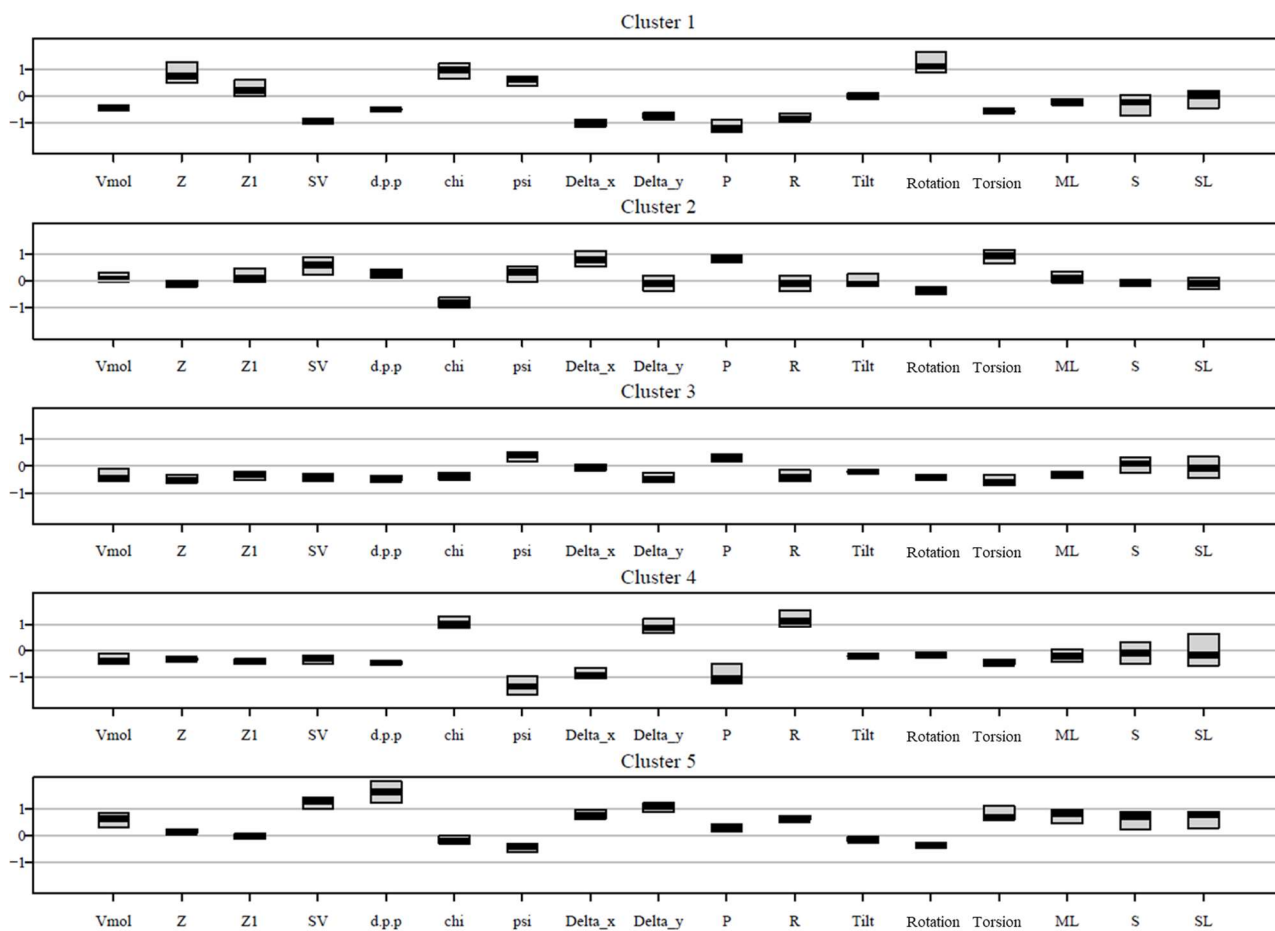 Cluster 1
1
0
−1
Vmol Z Z1 SV d.p.p chi psi Delta_x Delta_y P R Tilt Rotation Torsion ML S SL
Cluster 2
1
0
−1
Vmol Z Z1 SV d.p.p chi psi Delta_x Delta_y P R Tilt Rotation Torsion ML S SL
Cluster 3
1
0
−1
Vmol Z Z1 SV d.p.p chi psi Delta_x Delta_y P R Tilt Rotation Torsion ML S SL
Cluster 4
1
0
−1
Vmol Z Z1 SV d.p.p chi psi Delta_x Delta_y P R Tilt Rotation Torsion ML S SL
Cluster 5
1
0
−1
Vmol Z Z1 SV d.p.p chi psi Delta_x Delta_y P R Tilt Rotation Torsion ML S SL